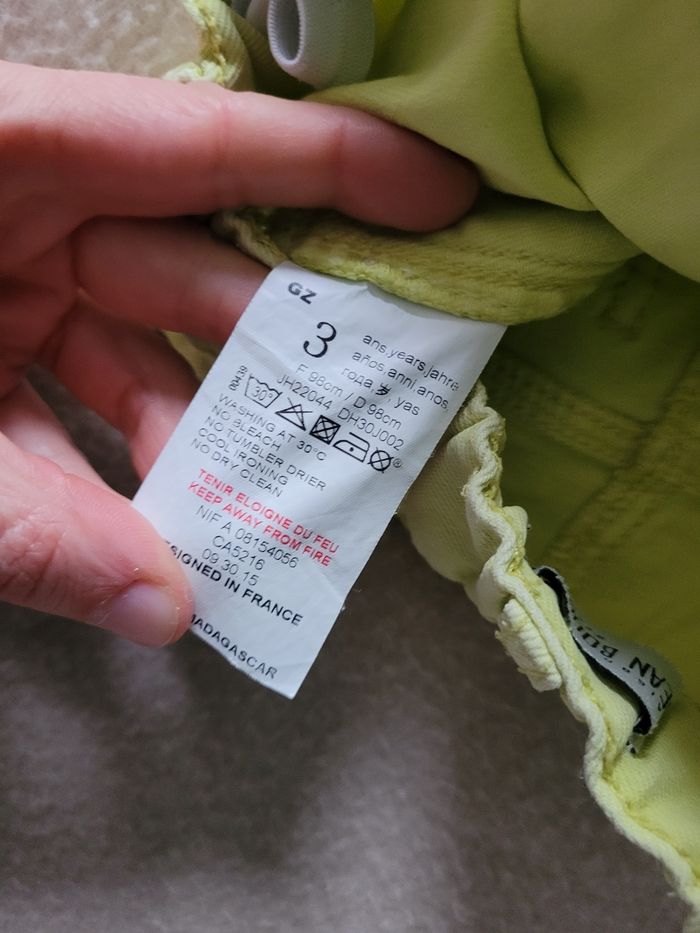 GZ
3
ans,years,jahre
años,anni,anos,
года,岁 yas
F 98cm / D 98cm
JH22044 DH30J002
30°
WASHING AT 30°C
NO BLEACH
NO TUMBLER DRIER
COOL IRONING
NO DRY CLEAN
TENIR ELOIGNE DU FEU
KEEP AWAY FROM FIRE
NIF A 08154056
CA5216
09 30 15
SIGNED IN FRANCE
MADAGASCAR